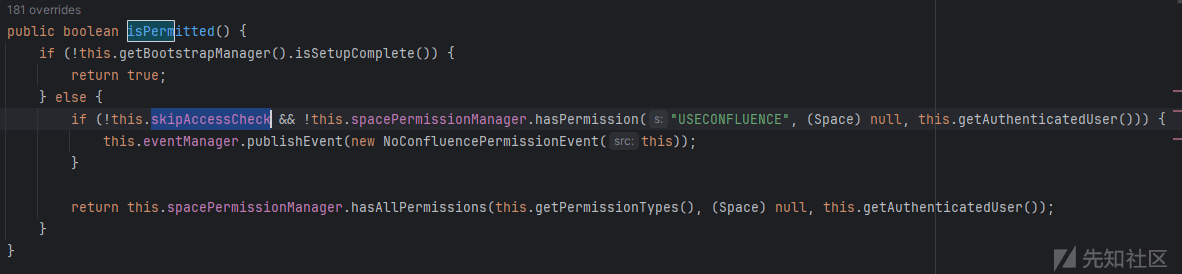 181 overrides
public boolean isPermitted() {
if (!this.getBootstrapManager().isSetupComplete()) {
return true;
} else {
if (!this.skipAccessCheck && !this.spacePermissionManager.hasPermission( s: "USECONFLUENCE", (Space) null, this.getAuthenticatedUser())) {
this.eventManager.publishEvent(new NoConfluencePermissionEvent( src: this));
}
return this.spacePermissionManager.hasAllPermissions(this.getPermissionTypes(), (Space) null, this.getAuthenticatedUser());
}
}
先知社区